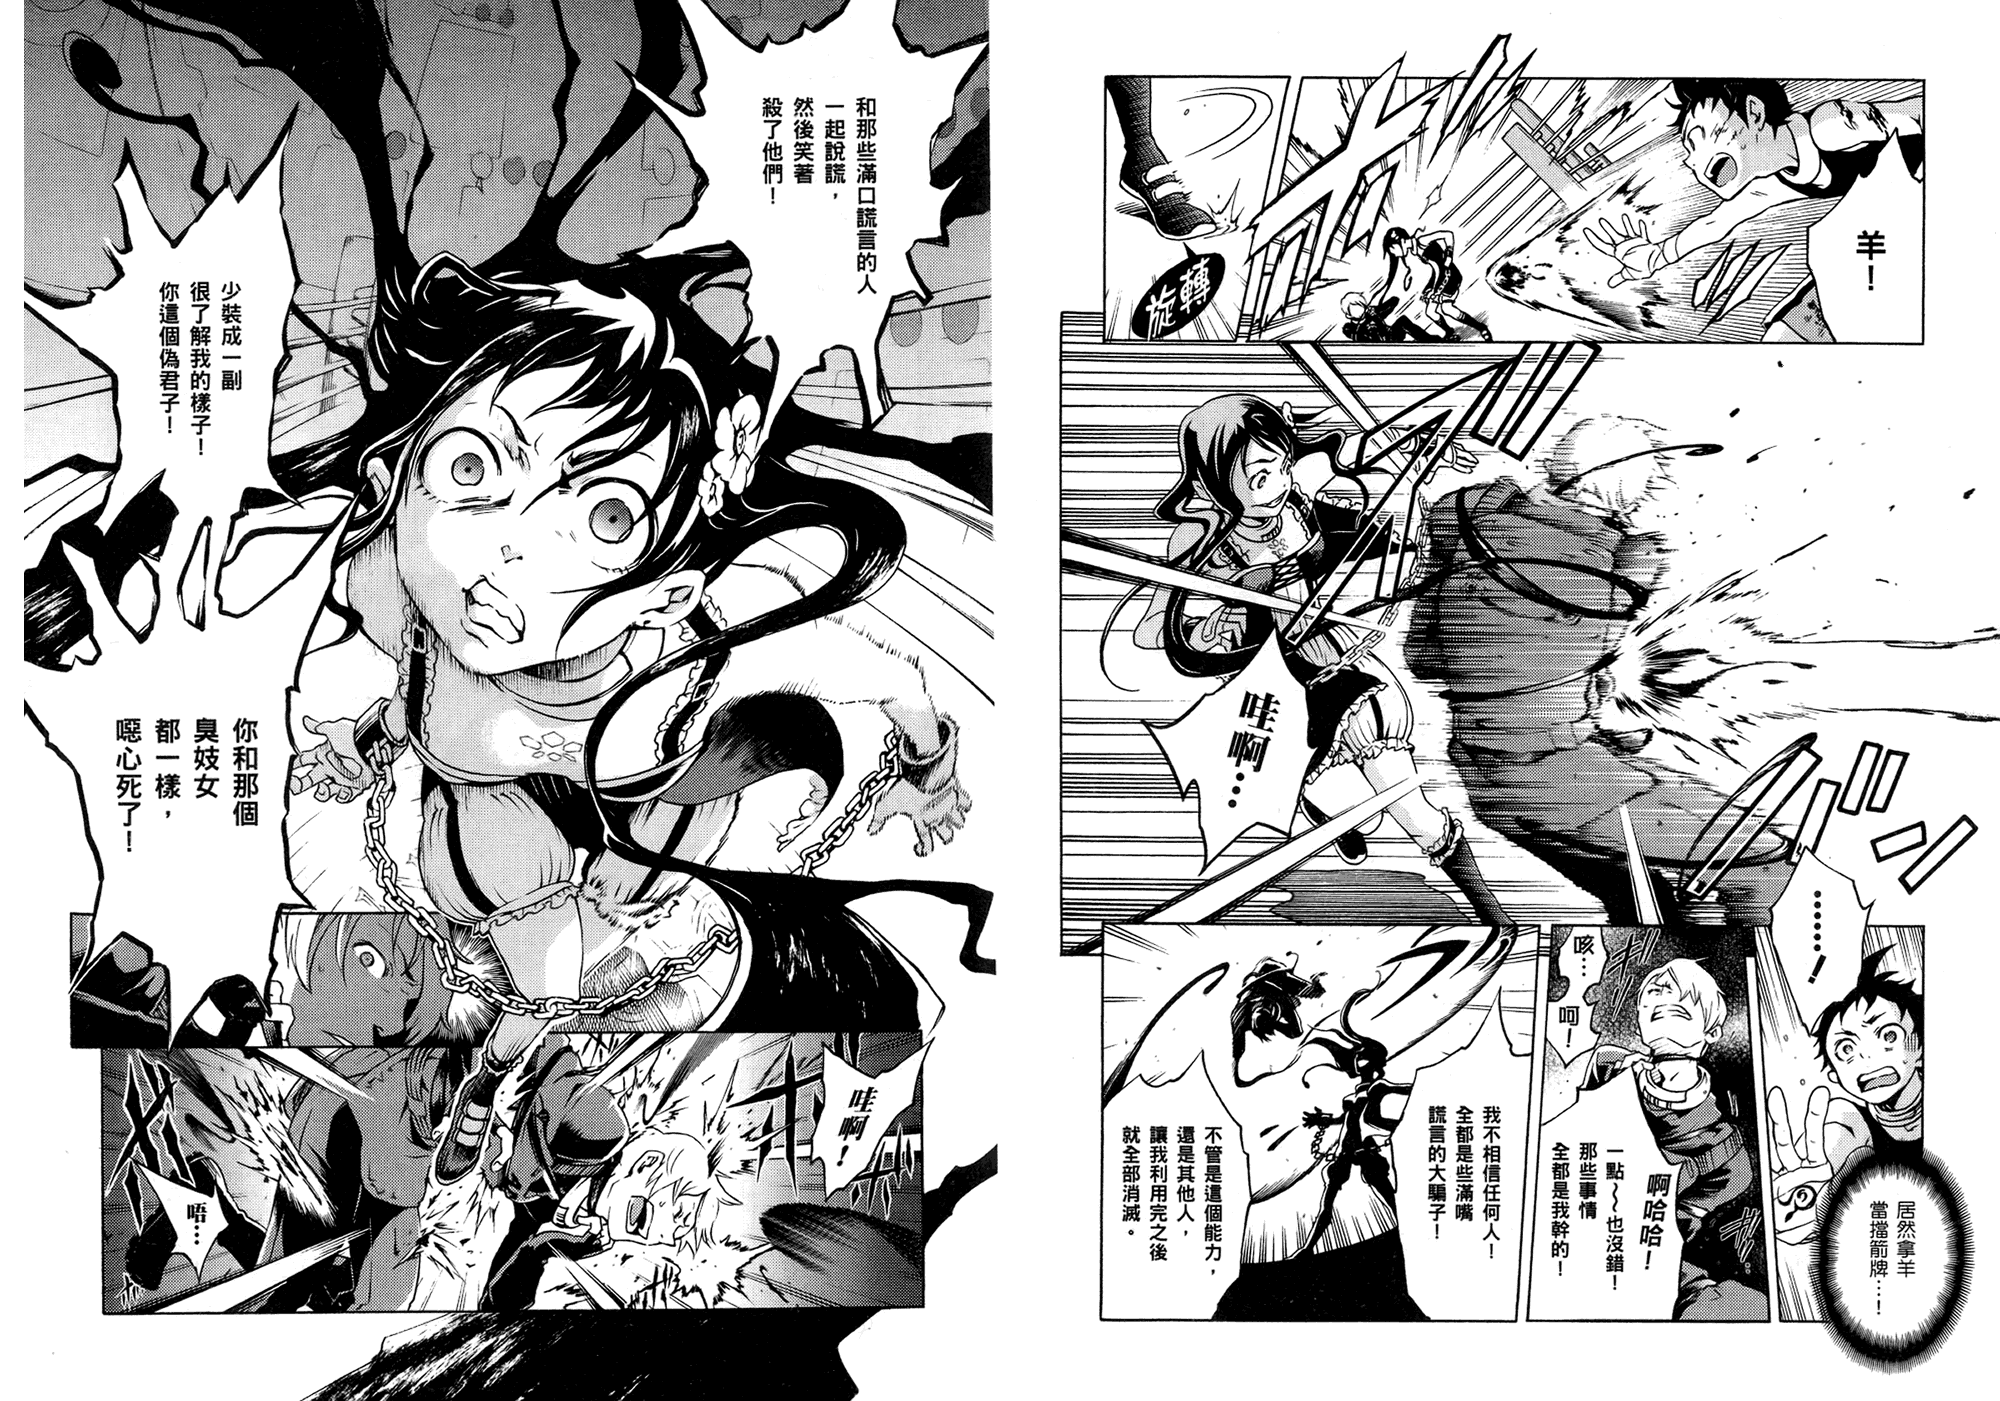 羊！
旋轉
哇啊…
……！
居然拿羊
當擋箭牌…！
咳…
呵！
啊哈哈！
一點～～也沒錯！
那些事情
全都是我幹的！
我不相信任何人！
全都是些滿嘴
謊言的大騙子！
不管是這個能力，
還是其他人，
讓我利用完之後
就全部消滅。
和那些滿口謊言的人
一起說謊，
然後笑著
殺了他們！
少裝成一副
很了解我的樣子！
你這個偽君子！
你和那個
臭妓女
都一樣，
噁心死了！
哇啊！
唔…